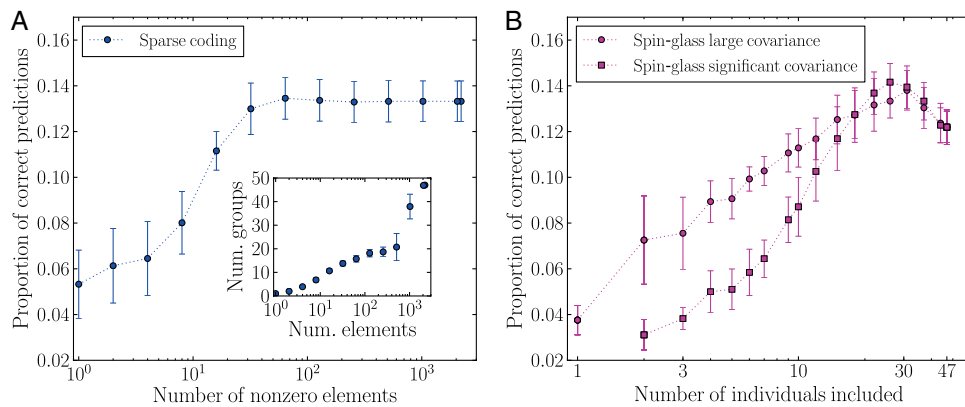 A
Proportion of correct predictions
0.16
0.14
0.12
0.10
0.08
0.06
0.04
0.02
Sparse coding
Num. groups
50
40
30
20
10
0
10^0 10^1 10^2 10^3
Num. elements
10^0 10^1 10^2 10^3
Number of nonzero elements
B
Proportion of correct predictions
0.16
0.14
0.12
0.10
0.08
0.06
0.04
0.02
Spin-glass large covariance
Spin-glass significant covariance
1 3 10 30 47
Number of individuals included